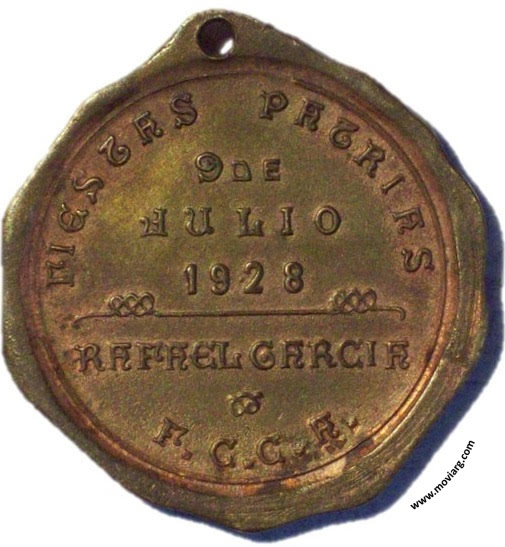 FIESTAS PATRIAS
9 DE
JULIO
1928
RAFAEL GARCIA
F. C. C. A.
www.moviarg.com